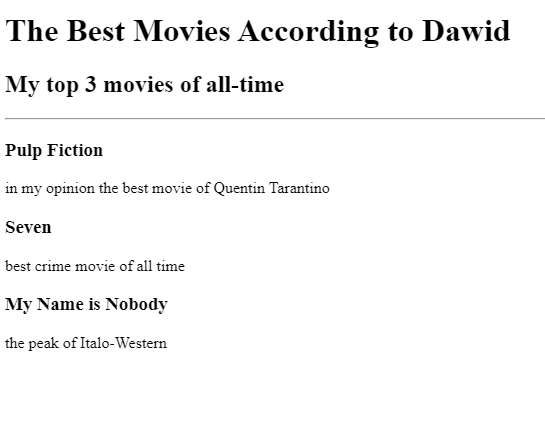 The Best Movies According to Dawid
My top 3 movies of all-time
Pulp Fiction
in my opinion the best movie of Quentin Tarantino
Seven
best crime movie of all time
My Name is Nobody
the peak of Italo-Western